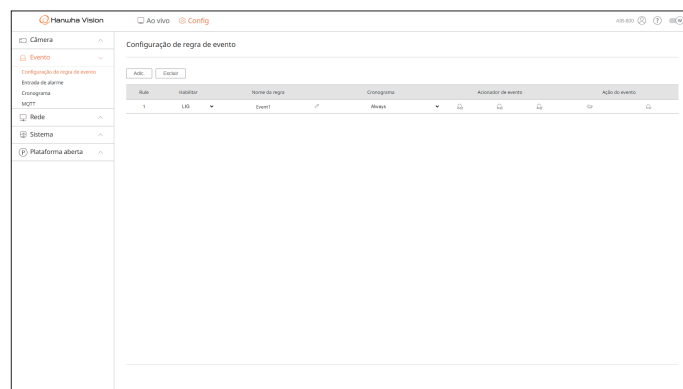 Hanwha Vision
Ao vivo
Config
AIB-800
Câmera
Configuração de regra de evento
Evento
Configuração de regra de evento
Entrada de alarme
Cronograma
MQTT
Rede
Sistema
Plataforma aberta
Adic
Excluir
Rule Habilitar Nome da regra Cronograma Acionador de evento Ação do evento
1 LIG Event1 Always